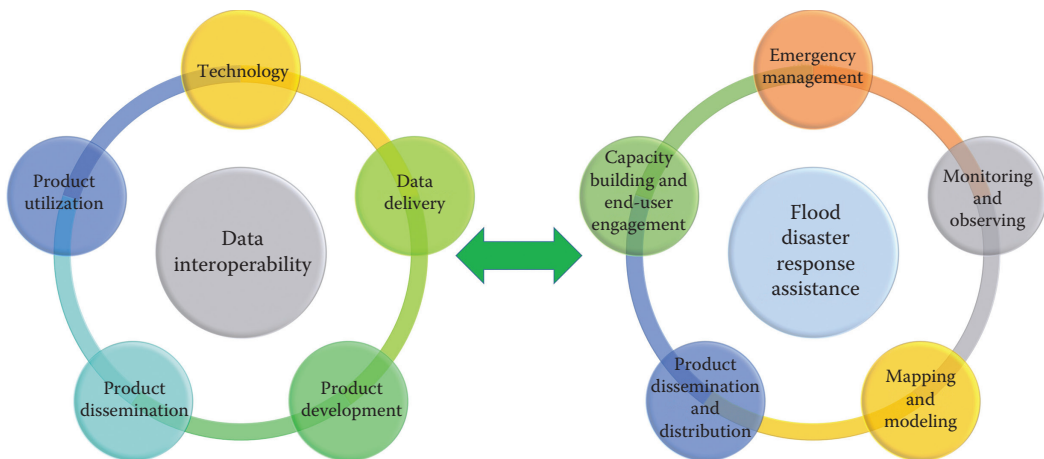 Technology
Data
delivery
Product
development
Product
dissemination
Product
utilization
Data
interoperability
Emergency
management
Monitoring
and
observing
Mapping
and
modeling
Product
dissemination
and
distribution
Capacity
building and
end-user
engagement
Flood
disaster
response
assistance